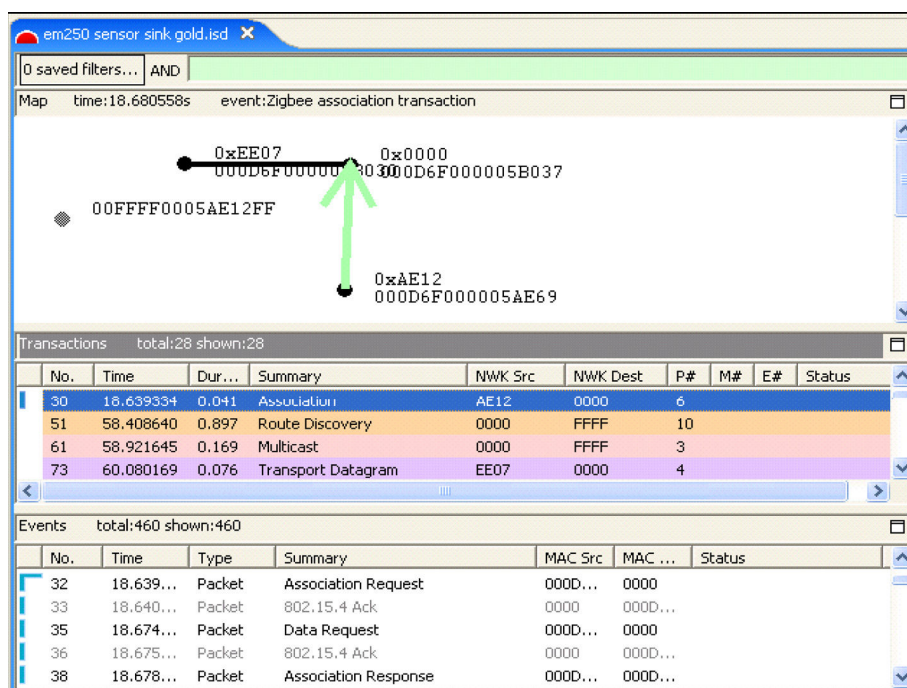 em250 sensor sink gold.isd
0 saved filters... AND
Map time:18.680558s event:Zigbee association transaction
0xEE07
0x0000
000D6F000005B037
00FFFF0005AE12FF
0xAE12
000D6F000005AE69
Transactions total:28 shown:28
No. Time Dur... Summary NWK Src NWK Dest P# M# E# Status
30 18.639334 0.041 Association AE12 0000 6
51 58.408640 0.897 Route Discovery 0000 FFFF 10
61 58.921645 0.169 Multicast 0000 FFFF 3
73 60.080169 0.076 Transport Datagram EE07 0000 4
Events total:460 shown:460
No. Time Type Summary MAC Src MAC ... Status
32 18.639... Packet Association Request 000D... 0000
33 18.640... Packet 802.15.4 Ack 0000 000D...
35 18.674... Packet Data Request 000D... 0000
36 18.675... Packet 802.15.4 Ack 0000 000D...
38 18.678... Packet Association Response 000D... 000D...